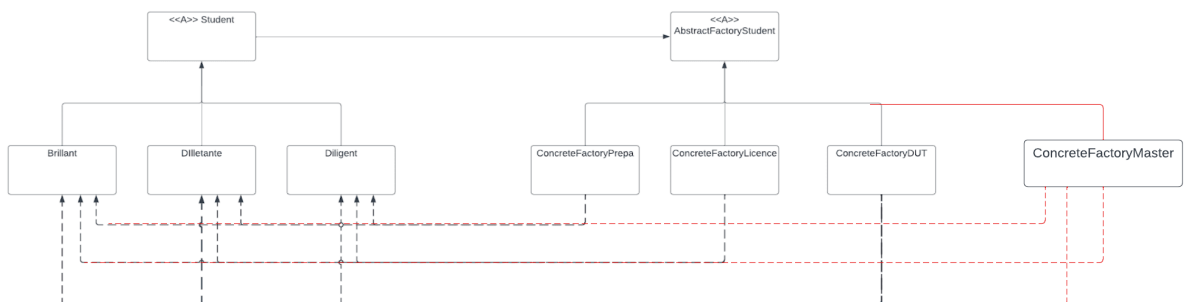 <<A>> Student
<<A>>
AbstractFactoryStudent
Brillant
DIlletante
Diligent
ConcreteFactoryPrepa
ConcreteFactoryLicence
ConcreteFactoryDUT
ConcreteFactoryMaster